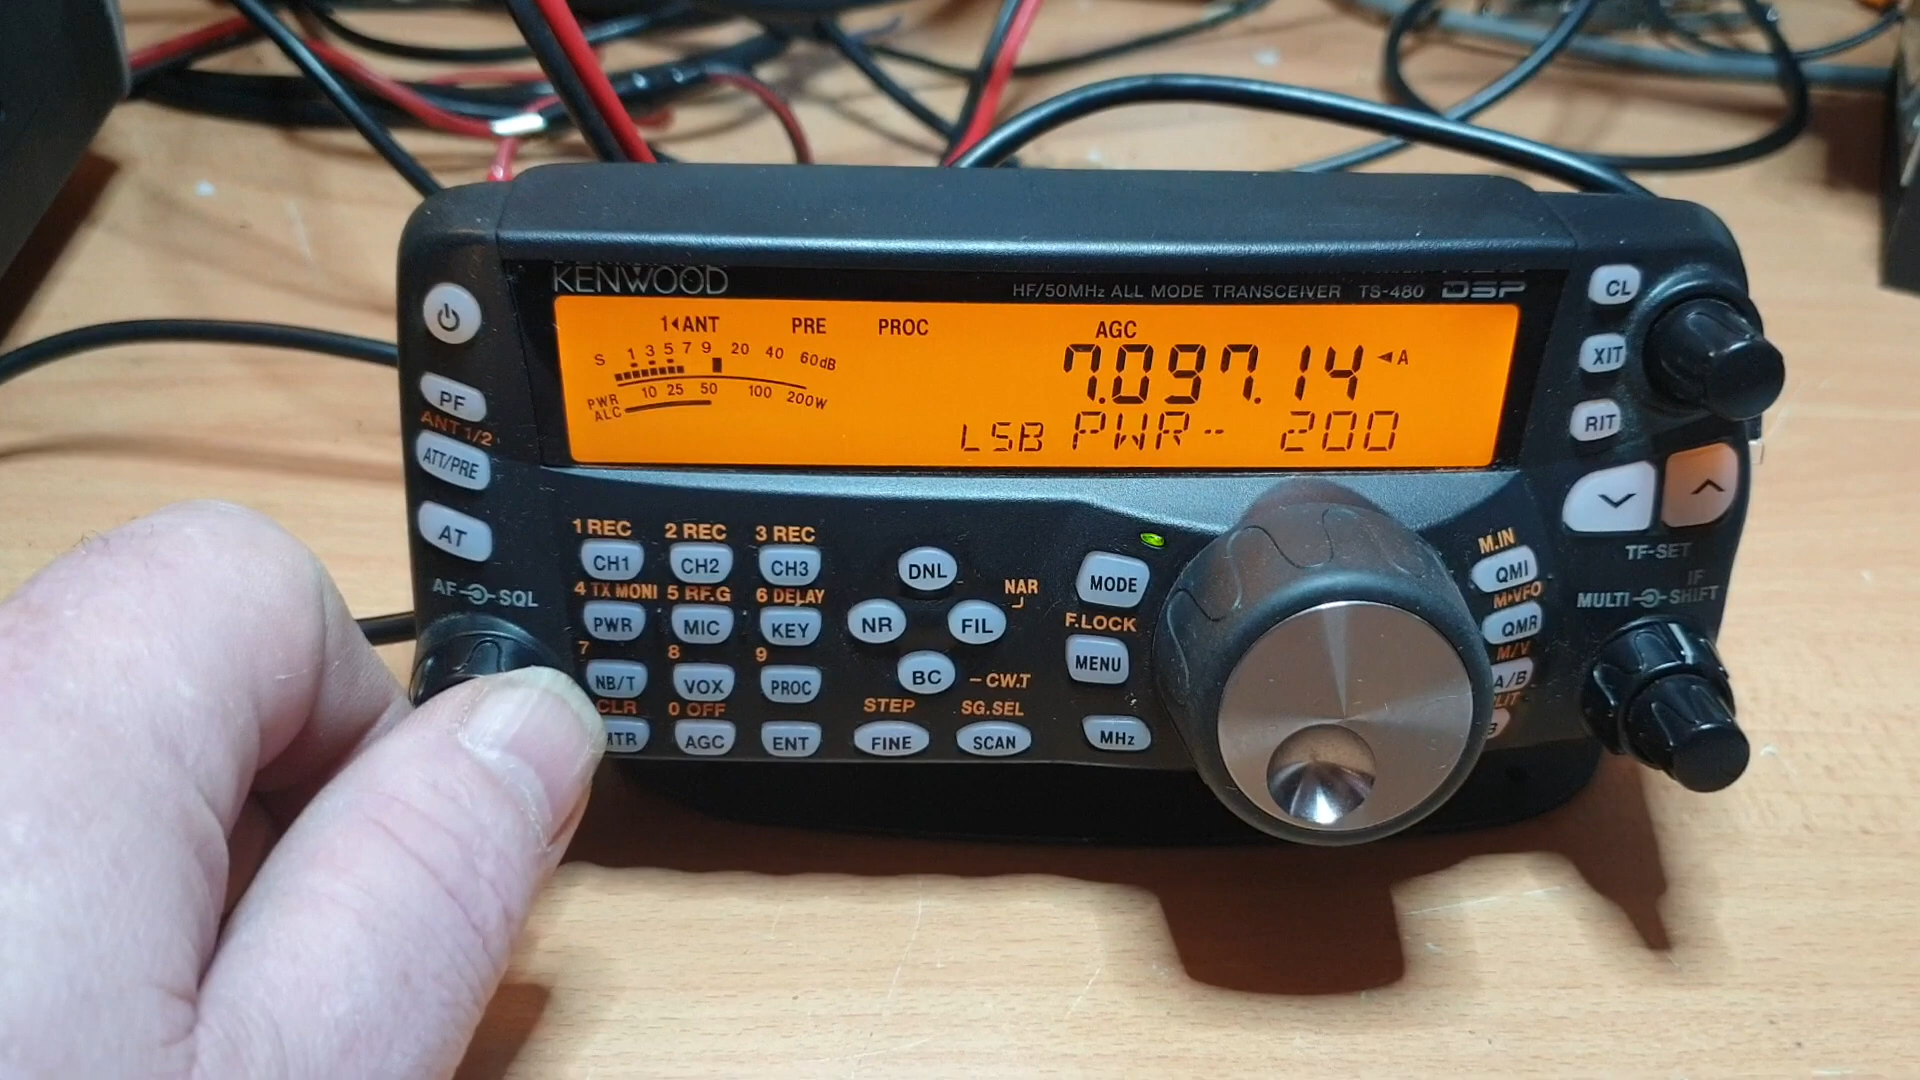 KENWOOD
HF/50MHz ALL MODE TRANSCEIVER TS-480 DSP
1◂ANT PRE PROC AGC
S 1 3 5 7 9 20 40 60dB
7.097.14 ◂A
PWR 10 25 50 100 200W
ALC
LSB PWR- 200
PF
ANT 1/2
ATT/PRE
AT
AF SQL
1 REC 2 REC 3 REC
CH1 CH2 CH3
4 TX MONI 5 RF.G 6 DELAY
PWR MIC KEY
7 8 9
NB/T VOX PROC
CLR 0 OFF
MTR AGC ENT
DNL
NAR
NR FIL
BC – CW.T
STEP SG.SEL
FINE SCAN
MODE
F.LOCK
MENU
MHz
CL
XIT
RIT
TF-SET
M.IN
QMI
M▸VFO
QMR
M/V
A/B
IF
MULTI SHIFT